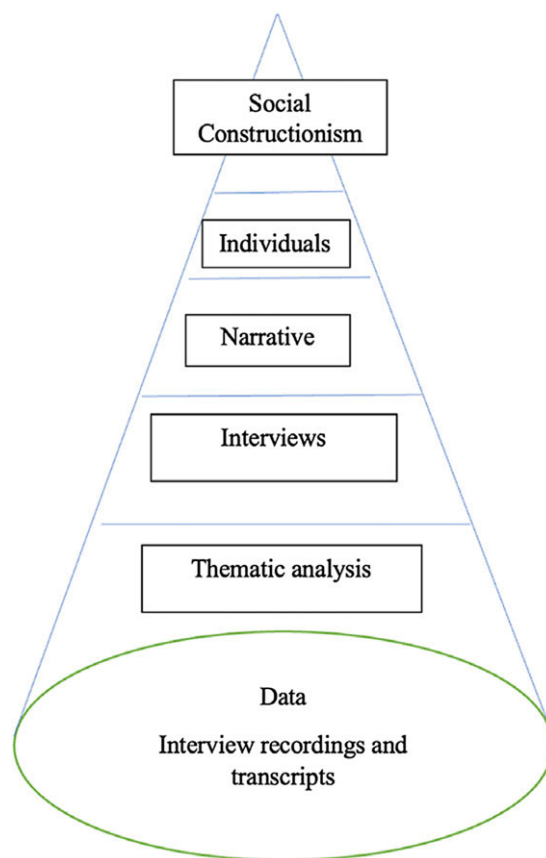 Social
Constructionism
Individuals
Narrative
Interviews
Thematic analysis
Data
Interview recordings and
transcripts